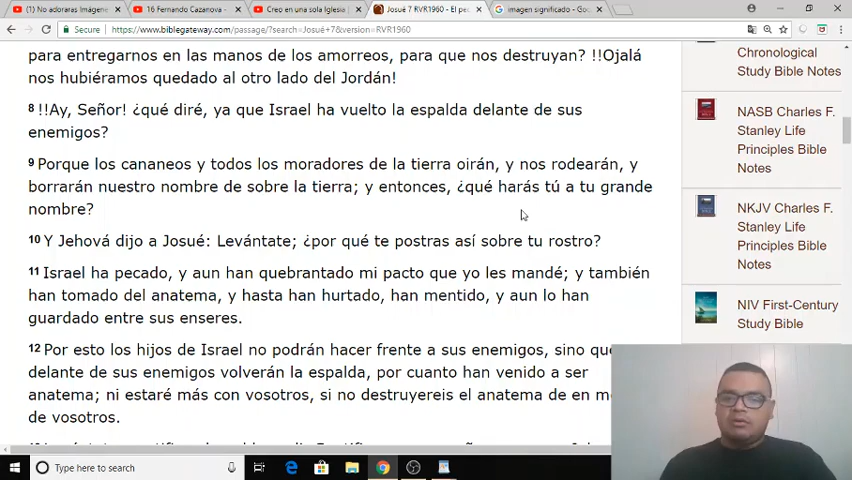 (1) No adoraras Imágene
16 Fernando Cazanova -
Creo en una sola Iglesia |
Josué 7 RVR1960 - El pec
imagen significado - Goo
Secure
https://www.biblegateway.com/passage/?search=Josué+7&version=RVR1960
para entregarnos en las manos de los amorreos, para que nos destruyan? !!Ojalá
nos hubiéramos quedado al otro lado del Jordán!
8 !!Ay, Señor! ¿qué diré, ya que Israel ha vuelto la espalda delante de sus
enemigos?
9 Porque los cananeos y todos los moradores de la tierra oirán, y nos rodearán, y
borrarán nuestro nombre de sobre la tierra; y entonces, ¿qué harás tú a tu grande
nombre?
10 Y Jehová dijo a Josué: Levántate; ¿por qué te postras así sobre tu rostro?
11 Israel ha pecado, y aun han quebrantado mi pacto que yo les mandé; y también
han tomado del anatema, y hasta han hurtado, han mentido, y aun lo han
guardado entre sus enseres.
12 Por esto los hijos de Israel no podrán hacer frente a sus enemigos, sino que
delante de sus enemigos volverán la espalda, por cuanto han venido a ser
anatema; ni estaré más con vosotros, si no destruyereis el anatema de en me
de vosotros.
Chronological
Study Bible Notes
NASB Charles F.
Stanley Life
Principles Bible
Notes
NKJV Charles F.
Stanley Life
Principles Bible
Notes
NIV First-Century
Study Bible
Type here to search